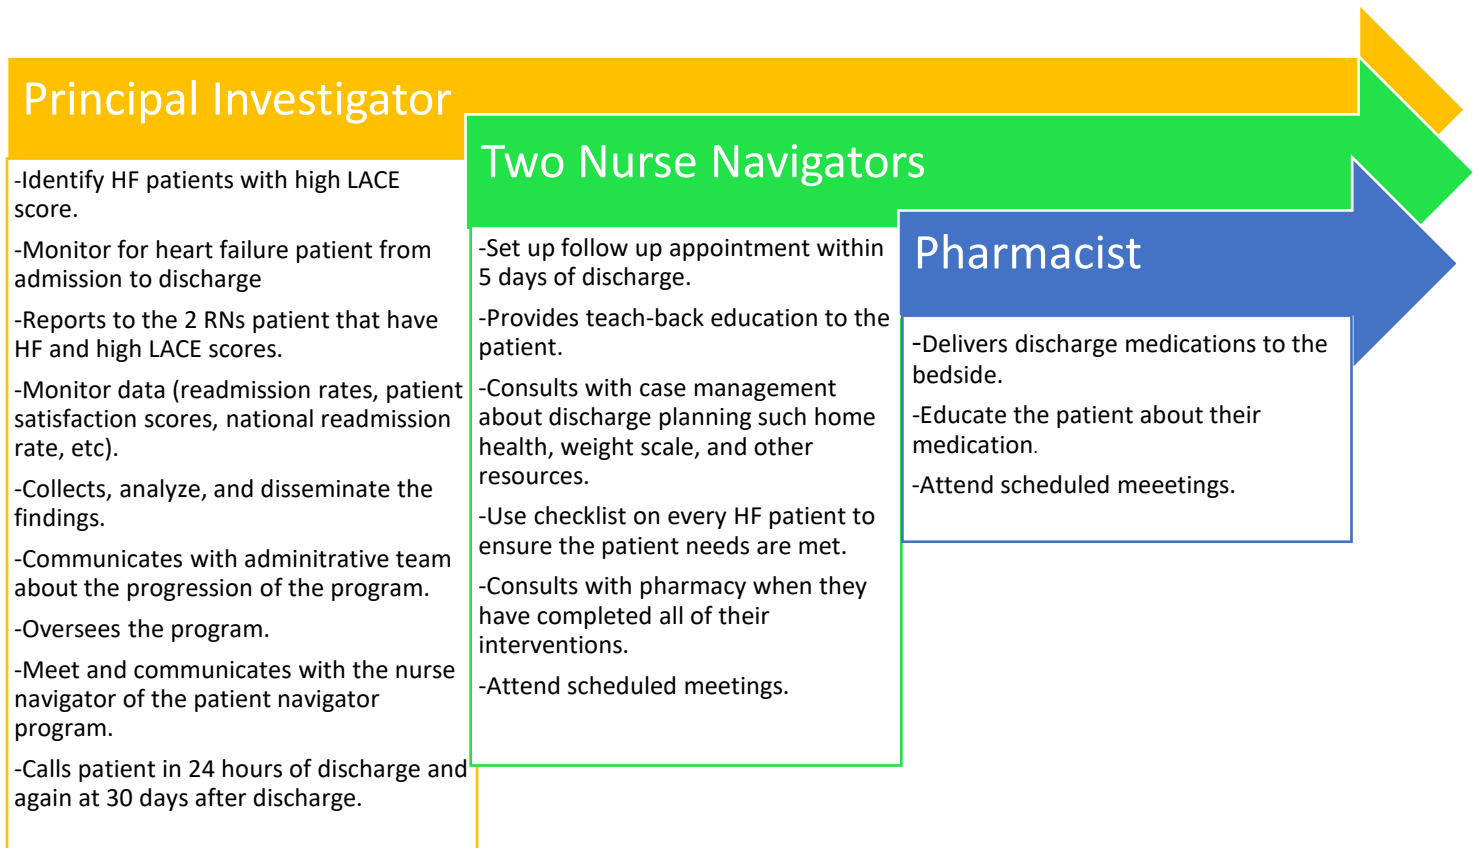 Principal Investigator
-Identify HF patients with high LACE
score.
-Monitor for heart failure patient from
admission to discharge
-Reports to the 2 RNs patient that have
HF and high LACE scores.
-Monitor data (readmission rates, patient
satisfaction scores, national readmission
rate, etc).
-Collects, analyze, and disseminate the
findings.
-Communicates with adminitrative team
about the progression of the program.
-Oversees the program.
-Meet and communicates with the nurse
navigator of the patient navigator
program.
-Calls patient in 24 hours of discharge and
again at 30 days after discharge.
Two Nurse Navigators
-Set up follow up appointment within
5 days of discharge.
-Provides teach-back education to the
patient.
-Consults with case management
about discharge planning such home
health, weight scale, and other
resources.
-Use checklist on every HF patient to
ensure the patient needs are met.
-Consults with pharmacy when they
have completed all of their
interventions.
-Attend scheduled meetings.
Pharmacist
-Delivers discharge medications to the
bedside.
-Educate the patient about their
medication.
-Attend scheduled meeetings.